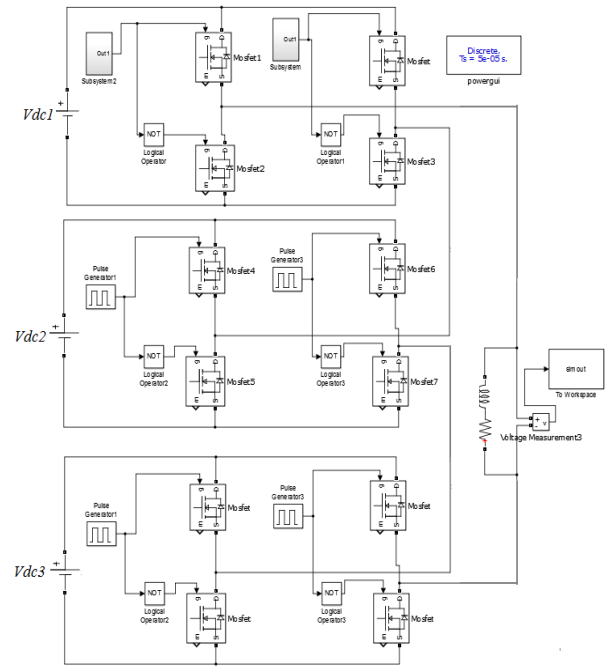 Out1
Subsystem2
g
D
m
S
Mosfet1
Out1
Subsystem
g
D
m
S
Mosfet
Discrete,
Ts = 5e-05 s.
powergui
Vdc1
+
NOT
Logical
Operator
g
D
m
S
Mosfet2
NOT
Logical
Operator1
g
D
m
S
Mosfet3
Pulse
Generator1
g
D
m
S
Mosfet4
Pulse
Generator3
g
D
m
S
Mosfet6
Vdc2
+
NOT
Logical
Operator2
g
D
m
S
Mosfet5
NOT
Logical
Operator3
g
D
m
S
Mosfet7
simout
To Workspace
+
-
v
Voltage Measurement3
+
Pulse
Generator1
g
D
m
S
Mosfet
Pulse
Generator3
g
D
m
S
Mosfet
Vdc3
+
NOT
Logical
Operator2
g
D
m
S
Mosfet
NOT
Logical
Operator3
g
D
m
S
Mosfet